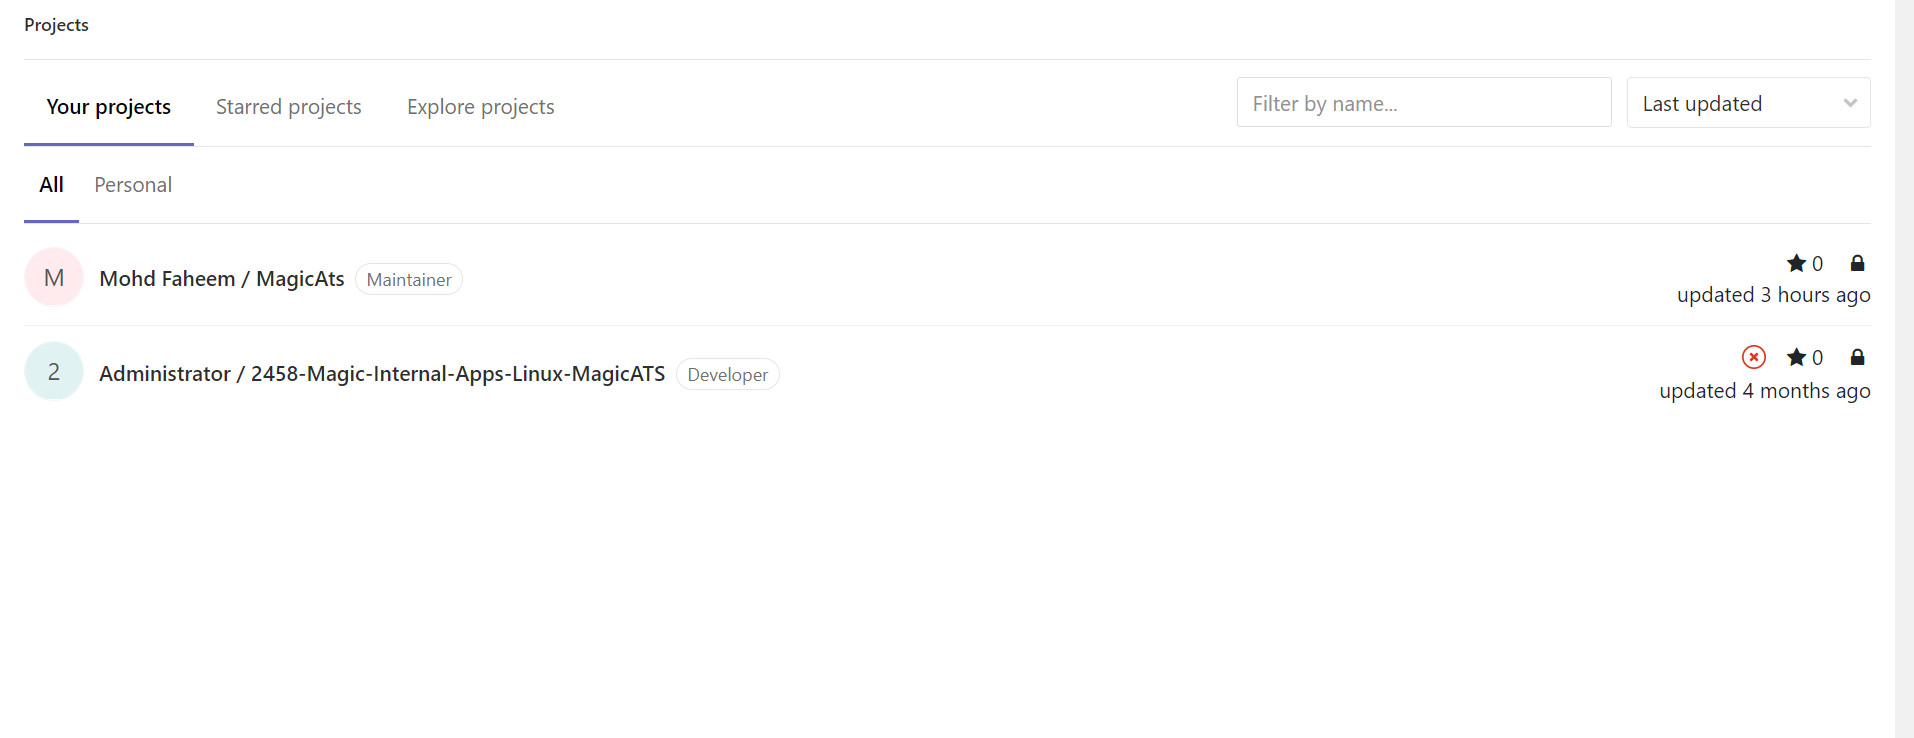 Projects
Your projects Starred projects Explore projects Filter by name... Last updated
All Personal
M Mohd Faheem / MagicAts Maintainer 0
updated 3 hours ago
2 Administrator / 2458-Magic-Internal-Apps-Linux-MagicATS Developer 0
updated 4 months ago